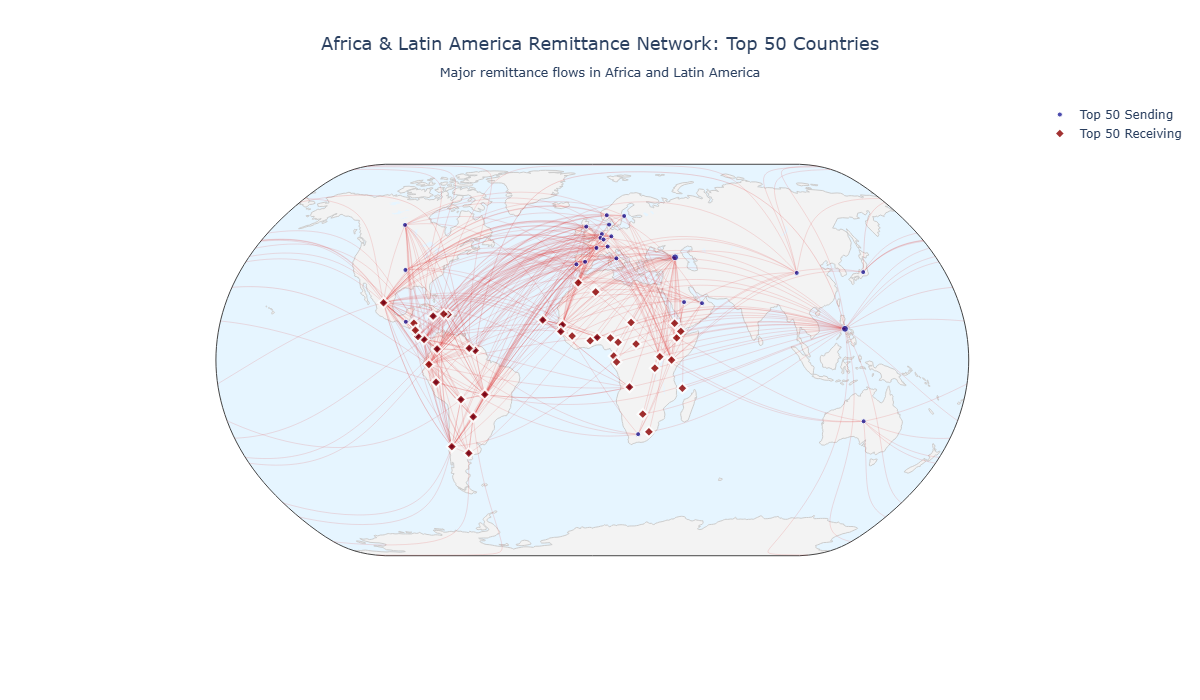 Africa & Latin America Remittance Network: Top 50 Countries
Major remittance flows in Africa and Latin America
Top 50 Sending
Top 50 Receiving